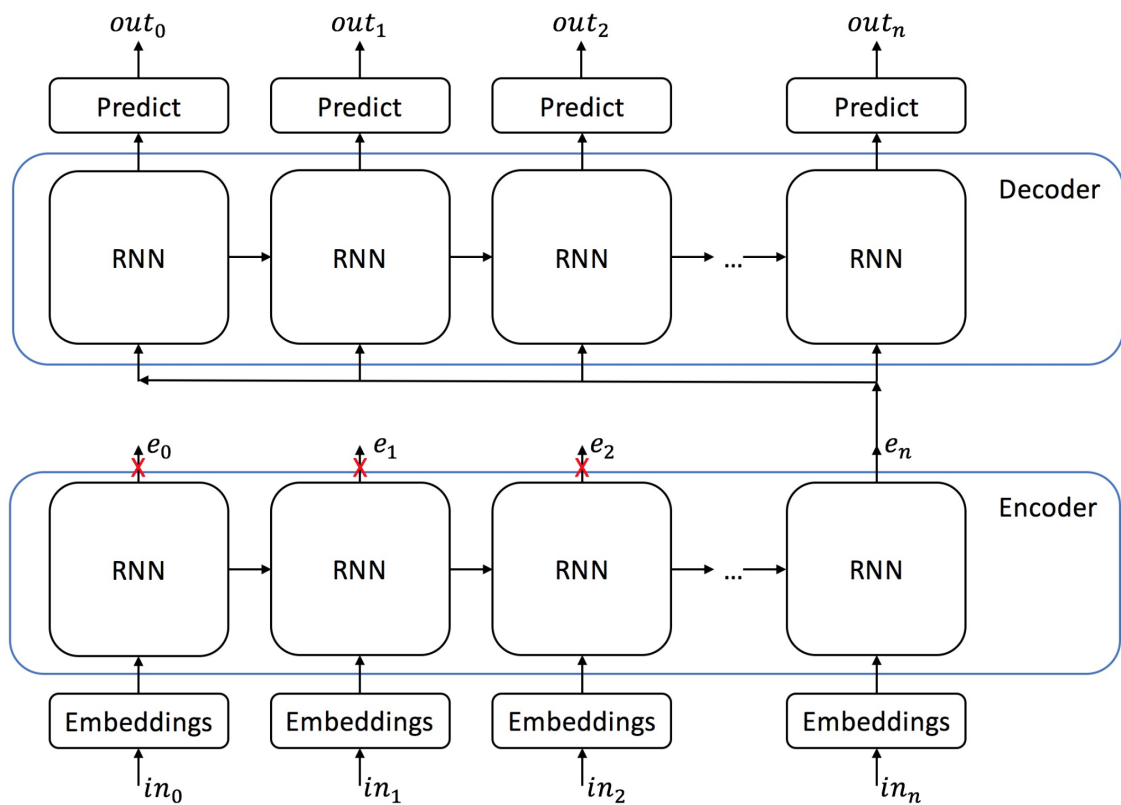 out₀ out₁ out₂ outₙ
Predict Predict Predict Predict
Decoder
RNN RNN RNN ... RNN
e₀ e₁ e₂ eₙ
Encoder
RNN RNN RNN ... RNN
Embeddings Embeddings Embeddings Embeddings
in₀ in₁ in₂ inₙ